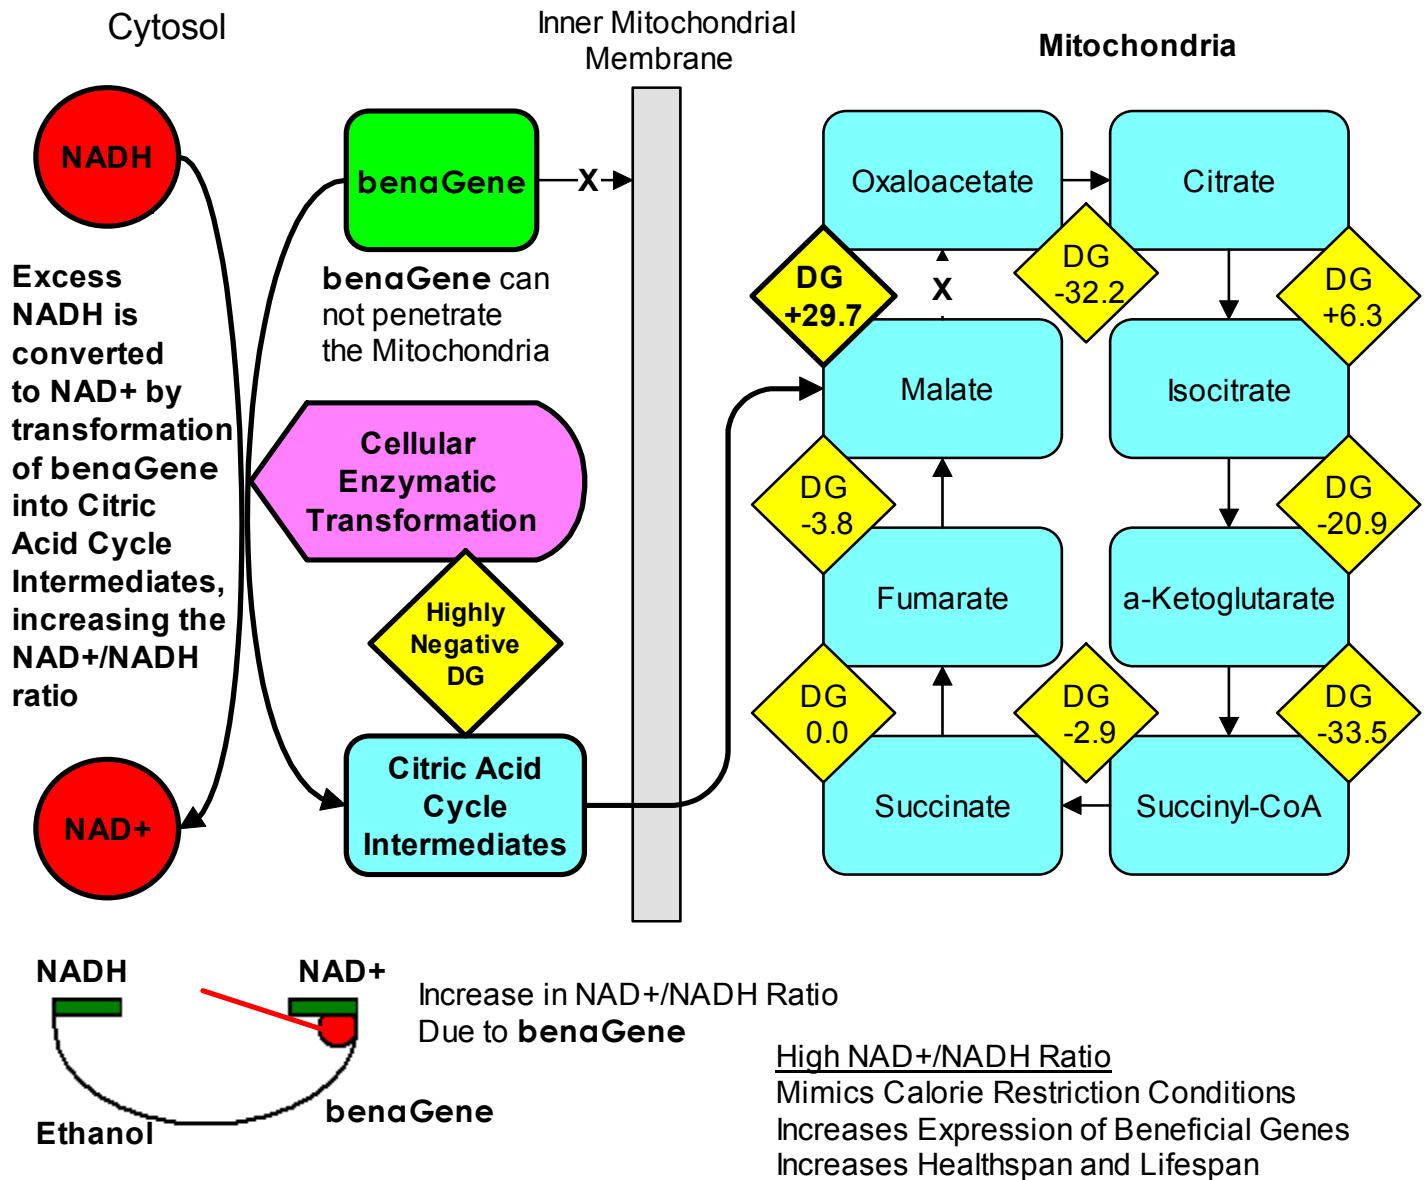 Cytosol
Inner Mitochondrial
Membrane
Mitochondria
NADH
benaGene
X
Oxaloacetate
Citrate
Excess
NADH is
converted
to NAD+ by
transformation
of benaGene
into Citric
Acid Cycle
Intermediates,
increasing the
NAD+/NADH
ratio
benaGene can
not penetrate
the Mitochondria
DG
+29.7
X
DG
-32.2
DG
+6.3
Malate
Isocitrate
Cellular
Enzymatic
Transformation
DG
-3.8
DG
-20.9
Highly
Negative
DG
Fumarate
a-Ketoglutarate
DG
0.0
DG
-2.9
DG
-33.5
NAD+
Citric Acid
Cycle
Intermediates
Succinate
Succinyl-CoA
NADH
NAD+
Increase in NAD+/NADH Ratio
Due to benaGene
Ethanol
benaGene
High NAD+/NADH Ratio
Mimics Calorie Restriction Conditions
Increases Expression of Beneficial Genes
Increases Healthspan and Lifespan